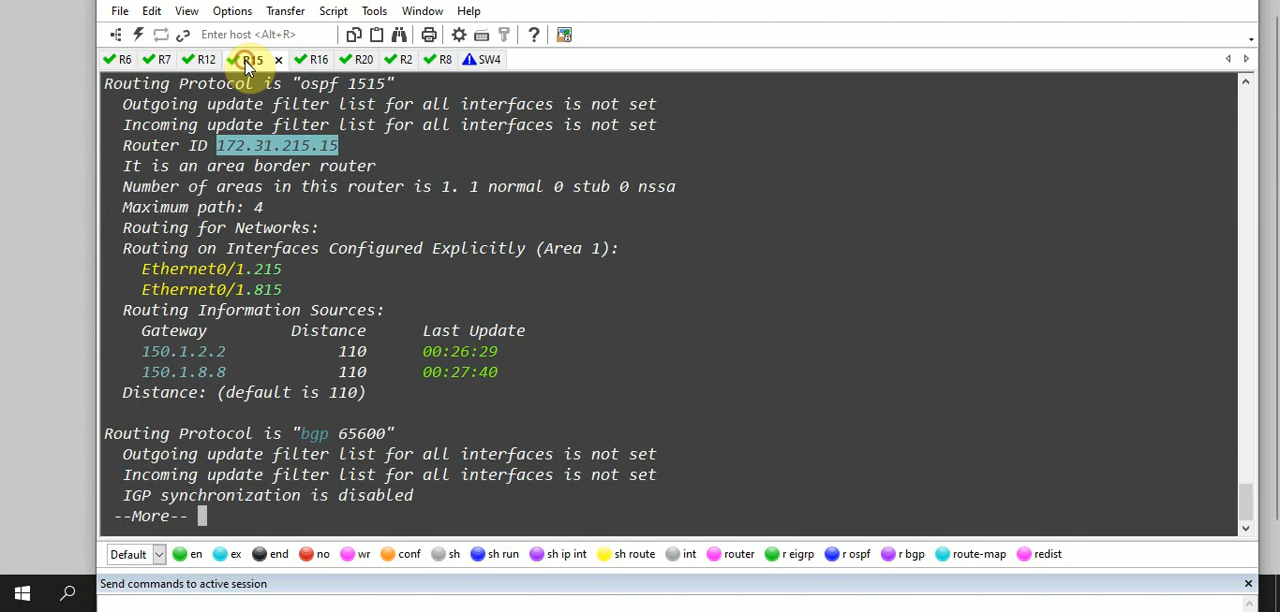 File Edit View Options Transfer Script Tools Window Help
Enter host <Alt+R>
R6 R7 R12 R15 × R16 R20 R2 R8 SW4
Routing Protocol is "ospf 1515"
Outgoing update filter list for all interfaces is not set
Incoming update filter list for all interfaces is not set
Router ID 172.31.215.15
It is an area border router
Number of areas in this router is 1. 1 normal 0 stub 0 nssa
Maximum path: 4
Routing for Networks:
Routing on Interfaces Configured Explicitly (Area 1):
Ethernet0/1.215
Ethernet0/1.815
Routing Information Sources:
Gateway Distance Last Update
150.1.2.2 110 00:26:29
150.1.8.8 110 00:27:40
Distance: (default is 110)
Routing Protocol is "bgp 65600"
Outgoing update filter list for all interfaces is not set
Incoming update filter list for all interfaces is not set
IGP synchronization is disabled
--More--
Default en ex end no wr conf sh sh run sh ip int sh route int router r eigrp r ospf r bgp route-map redist
Send commands to active session